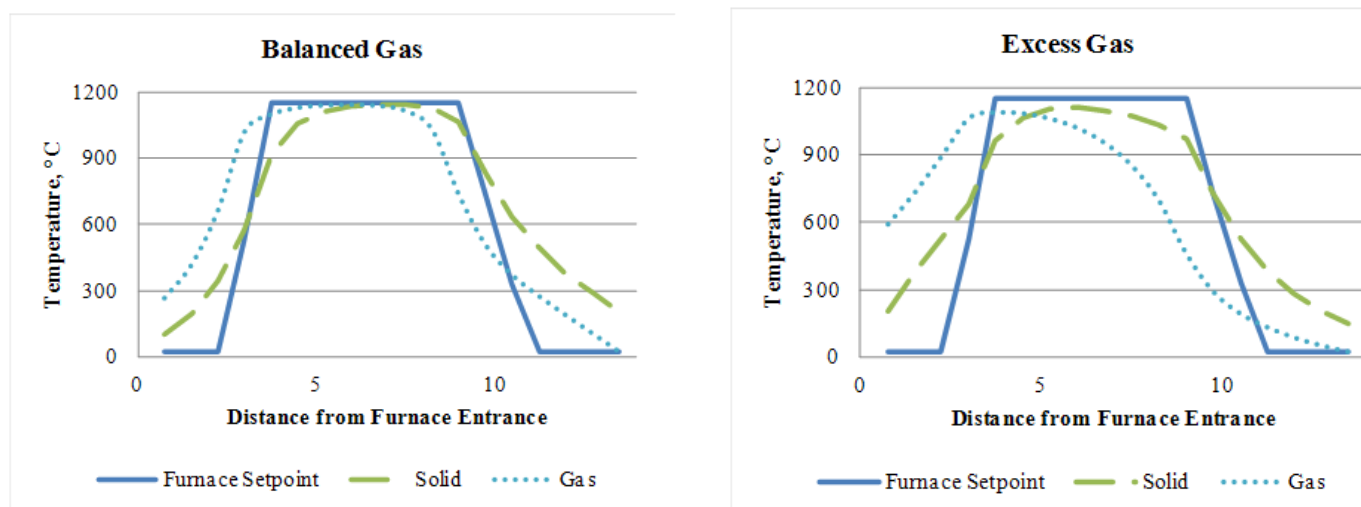 Balanced Gas
Temperature, °C
1200
900
600
300
0
0 5 10
Distance from Furnace Entrance
Furnace Setpoint Solid Gas
Excess Gas
Temperature, °C
1200
900
600
300
0
0 5 10
Distance from Furnace Entrance
Furnace Setpoint Solid Gas